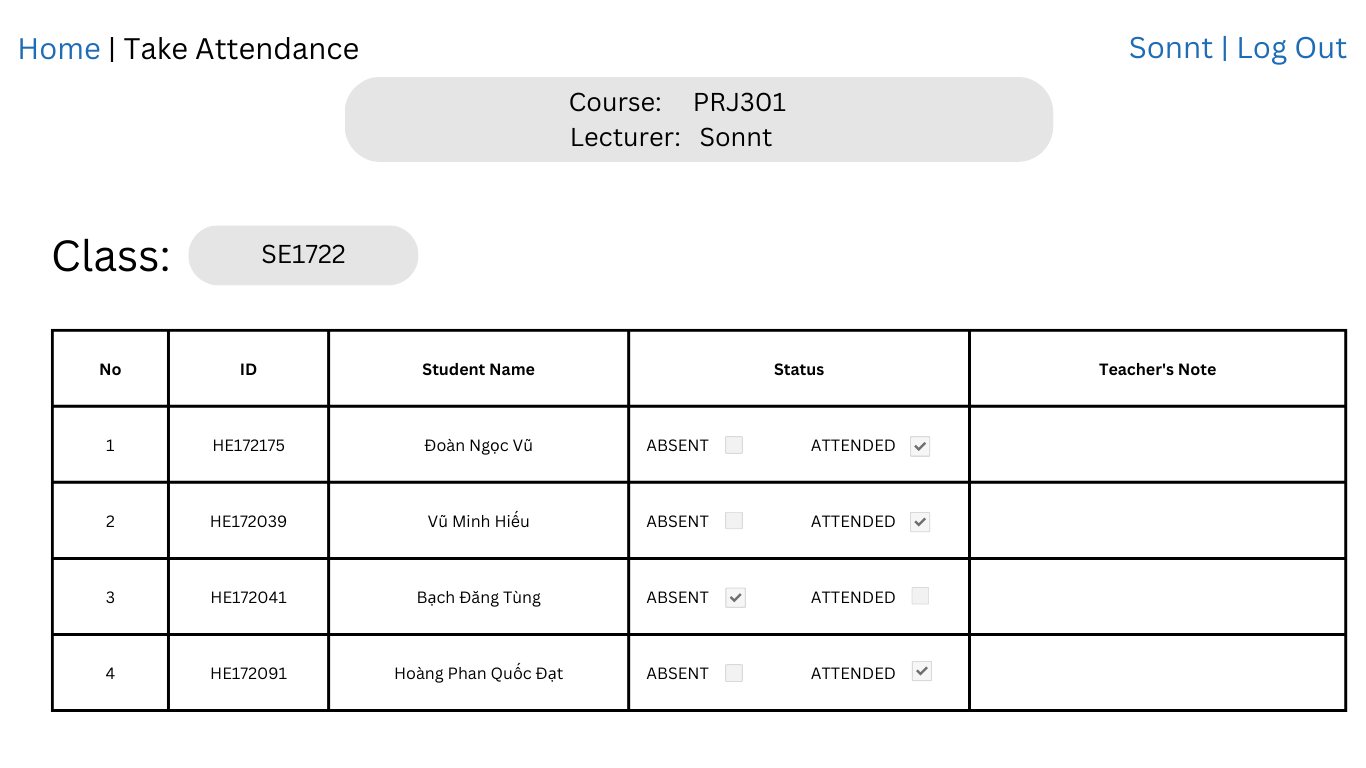 Home | Take Attendance
Sonnt | Log Out
Course: PRJ301
Lecturer: Sonnt
Class: SE1722
No ID Student Name Status Teacher's Note
1 HE172175 Đoàn Ngọc Vũ ABSENT ATTENDED
2 HE172039 Vũ Minh Hiếu ABSENT ATTENDED
3 HE172041 Bạch Đăng Tùng ABSENT ATTENDED
4 HE172091 Hoàng Phan Quốc Đạt ABSENT ATTENDED